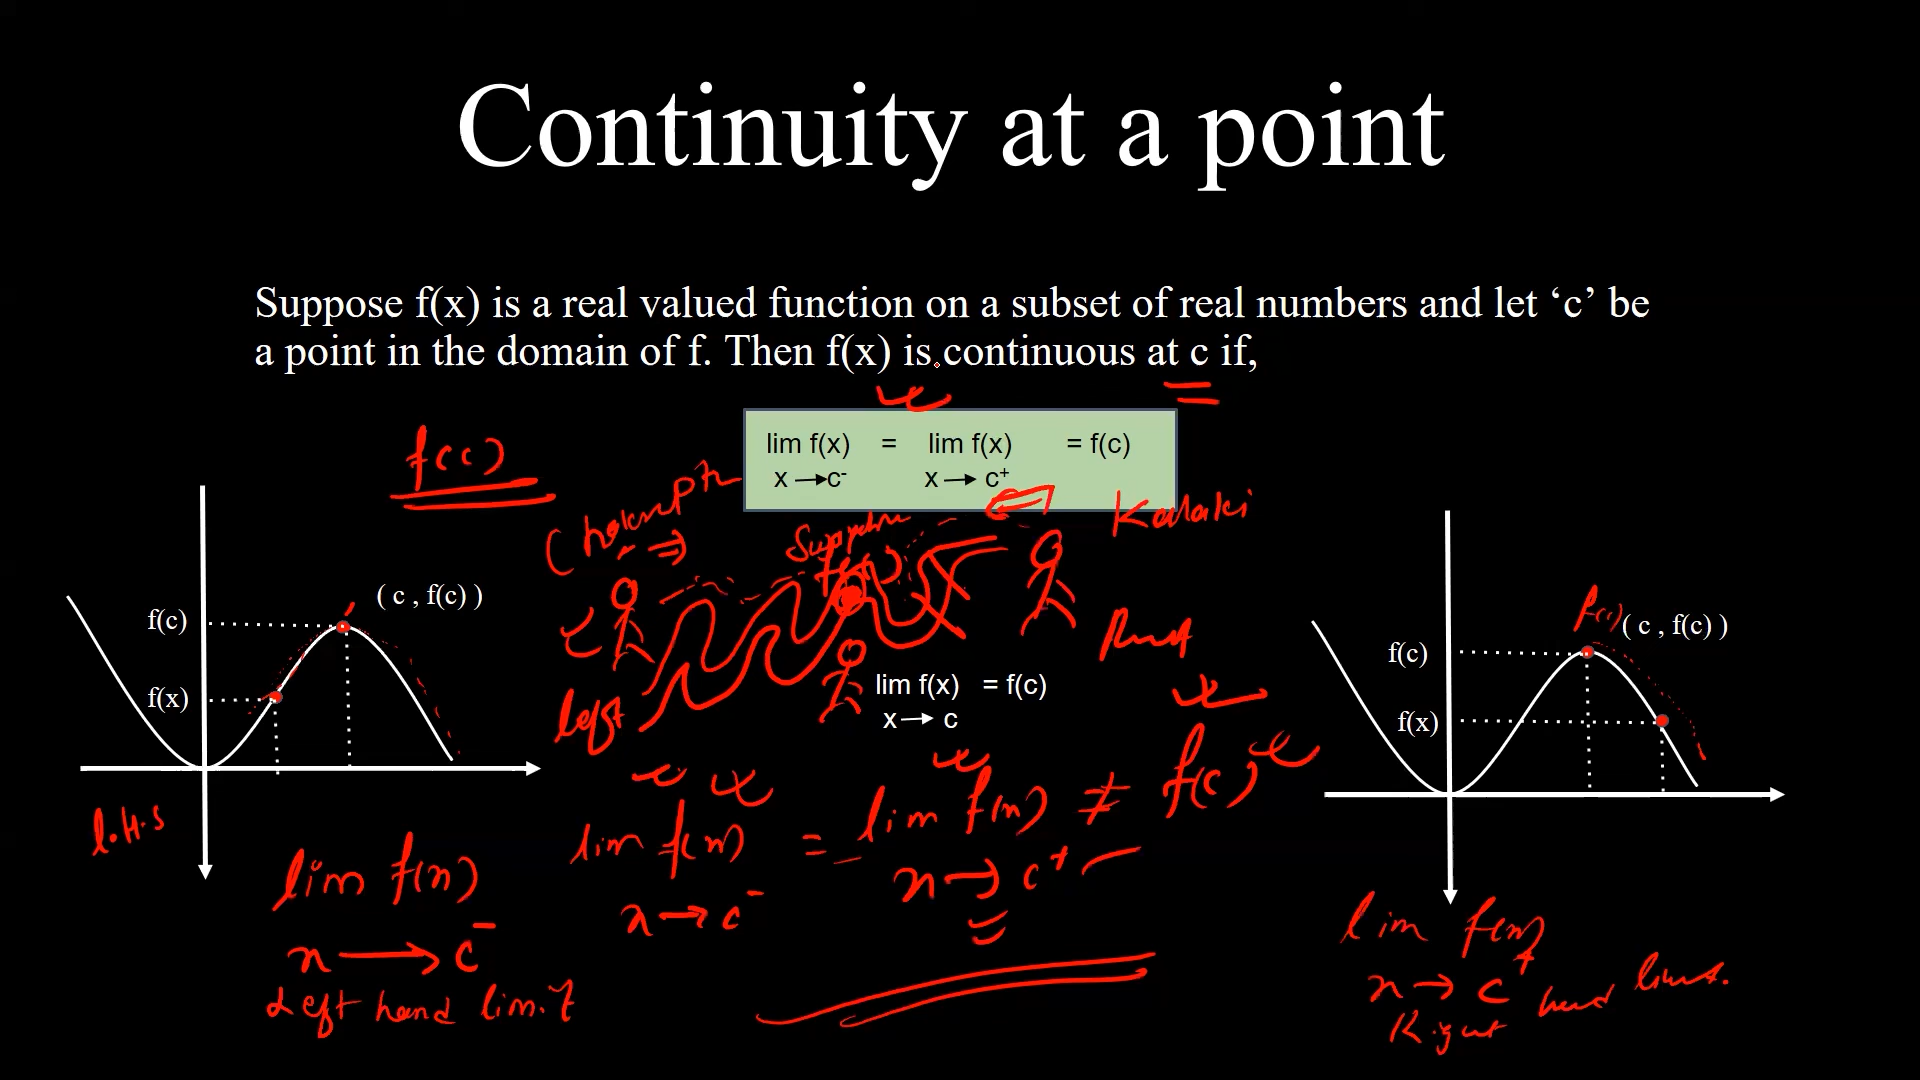 Continuity at a point
Suppose f(x) is a real valued function on a subset of real numbers and let ‘c’ be
a point in the domain of f. Then f(x) is continuous at c if,
lim f(x) = lim f(x) = f(c)
x → c⁻ x → c⁺
f(c)
( c , f(c) )
f(c)
f(x)
left
lim f(x) = f(c)
x → c
f(c)
( c , f(c) )
f(c)
f(x)
L.H.S
lim f(x)
x → c⁻
Left hand limit
lim f(x) = lim f(x) ≠ f(c)
x → c⁻ x → c⁺
lim f(x)
x → c⁺
Right hand limit.